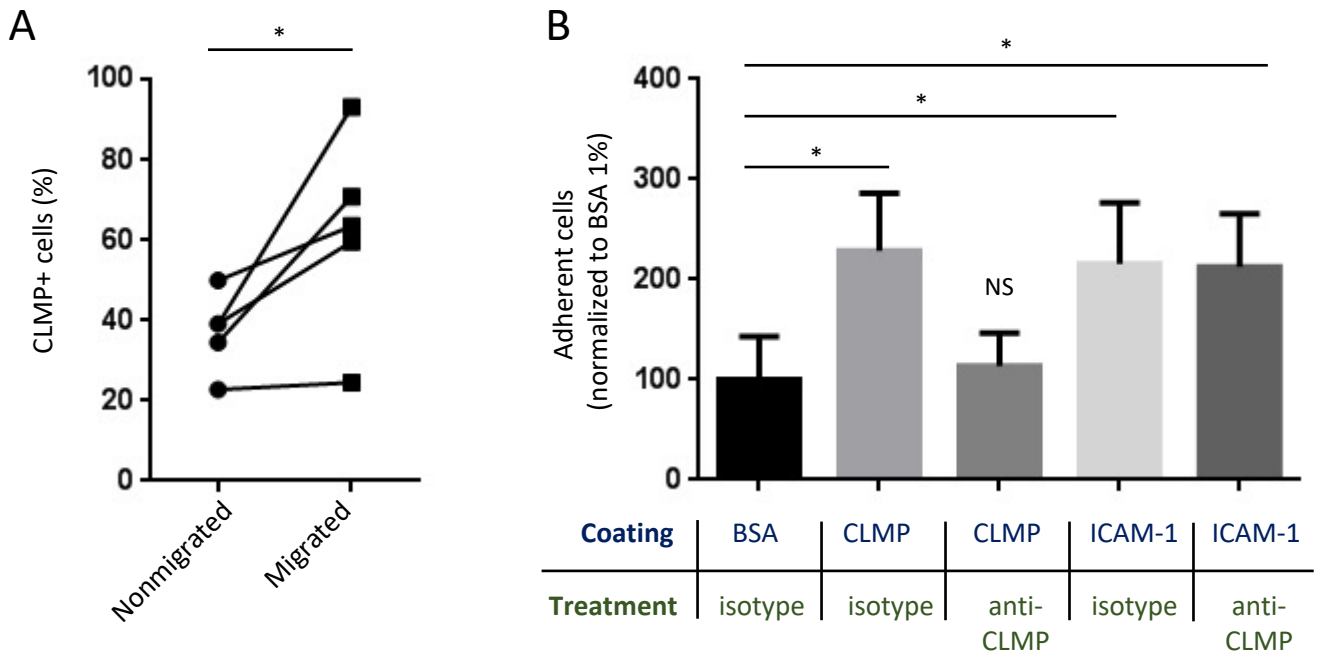 A
*
CLMP+ cells (%)
100
80
60
40
20
0
Nonmigrated
Migrated
B
*
*
*
Adherent cells
(normalized to BSA 1%)
400
300
200
100
0
NS
Coating BSA CLMP CLMP ICAM-1 ICAM-1
Treatment isotype isotype anti- isotype anti-
CLMP CLMP